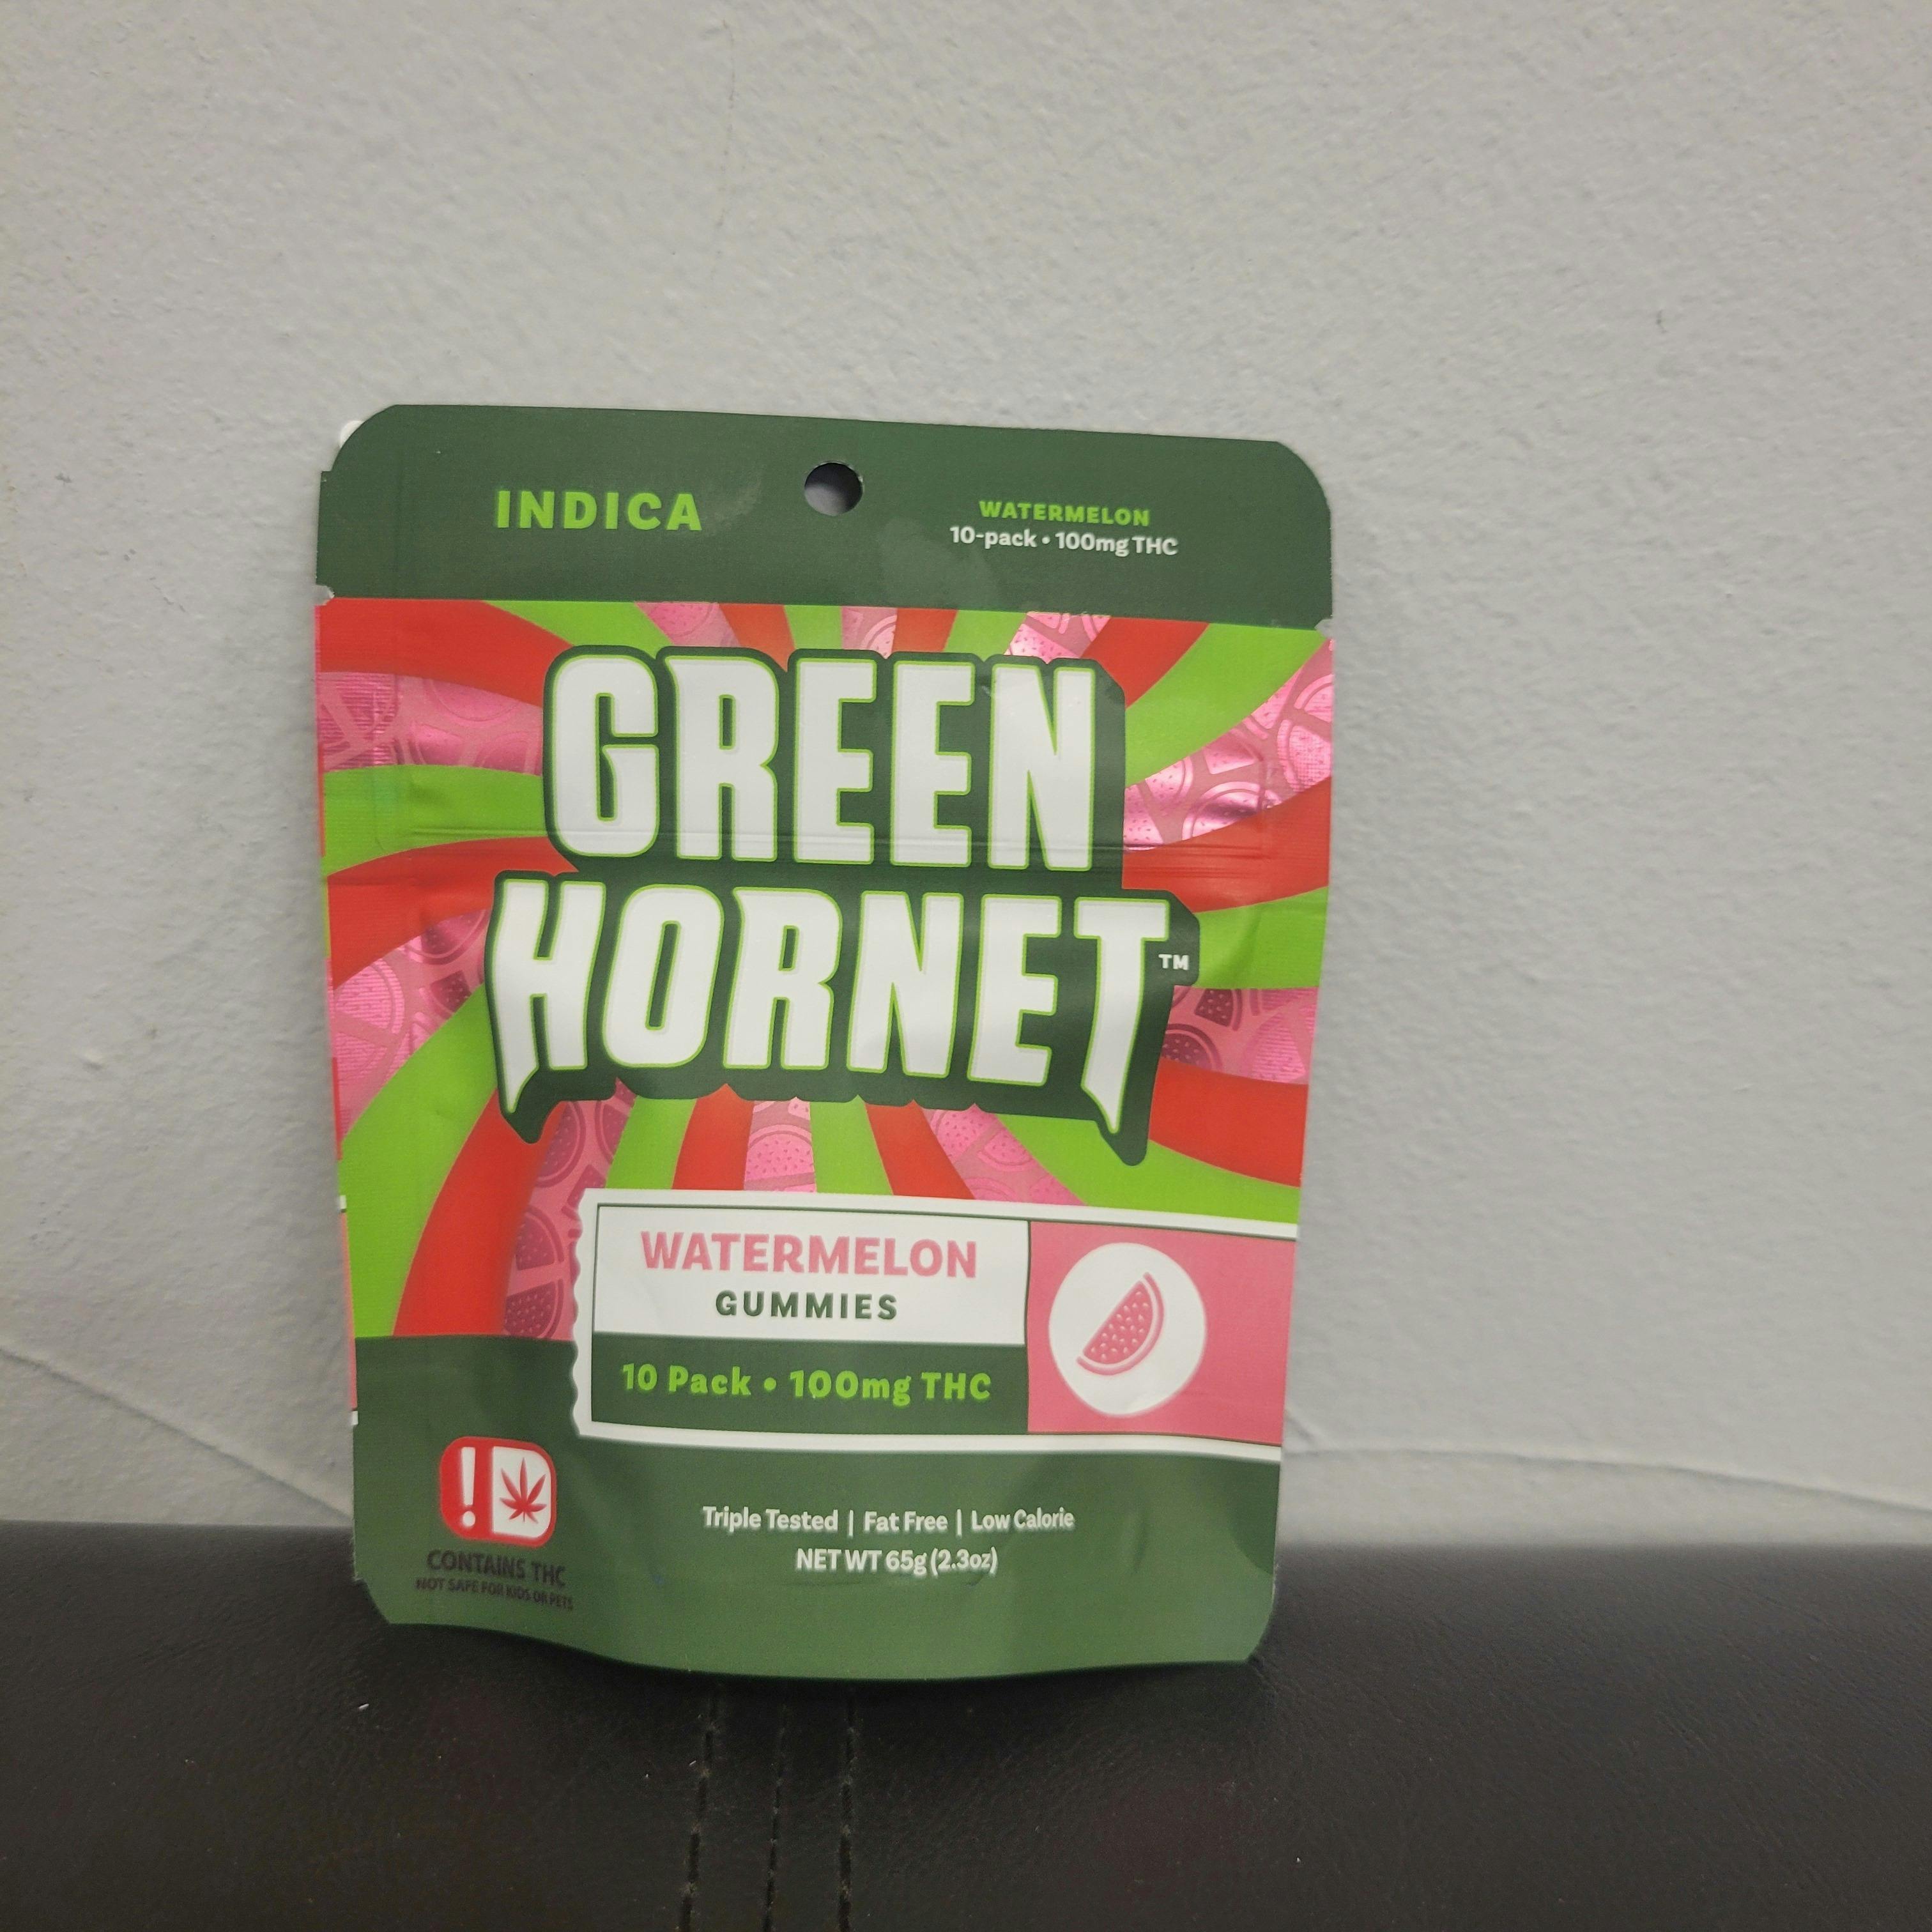 INDICA
WATERMELON
10-pack • 100mg THC
GREEN
HORNET™
WATERMELON
GUMMIES
10 Pack • 100mg THC
!
CONTAINS THC
NOT SAFE FOR KIDS OR PETS
Triple Tested | Fat Free | Low Calorie
NET WT 65g (2.3oz)